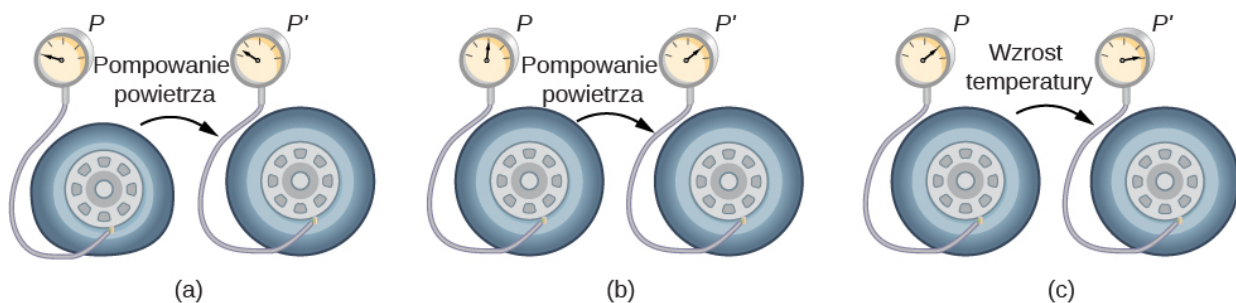 P
P'
Pompowanie
powietrza
(a)
P
P'
Pompowanie
powietrza
(b)
P
P'
Wzrost
temperatury
(c)